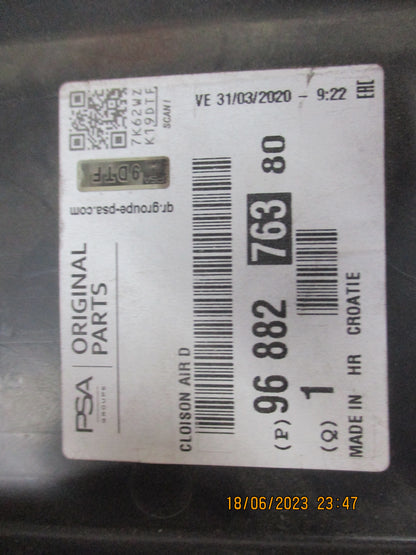 PSA
GROUPE
ORIGINAL
PARTS
7K62WZ
K19DTF
SCAN !
9DTF
qr.groupe-psa.com
VE 31/03/2020 - 9:22
EAC
CLOISON AIR D
(P) 96 882 763 80
(Q) 1
MADE IN HR CROATIE
18/06/2023 23:47